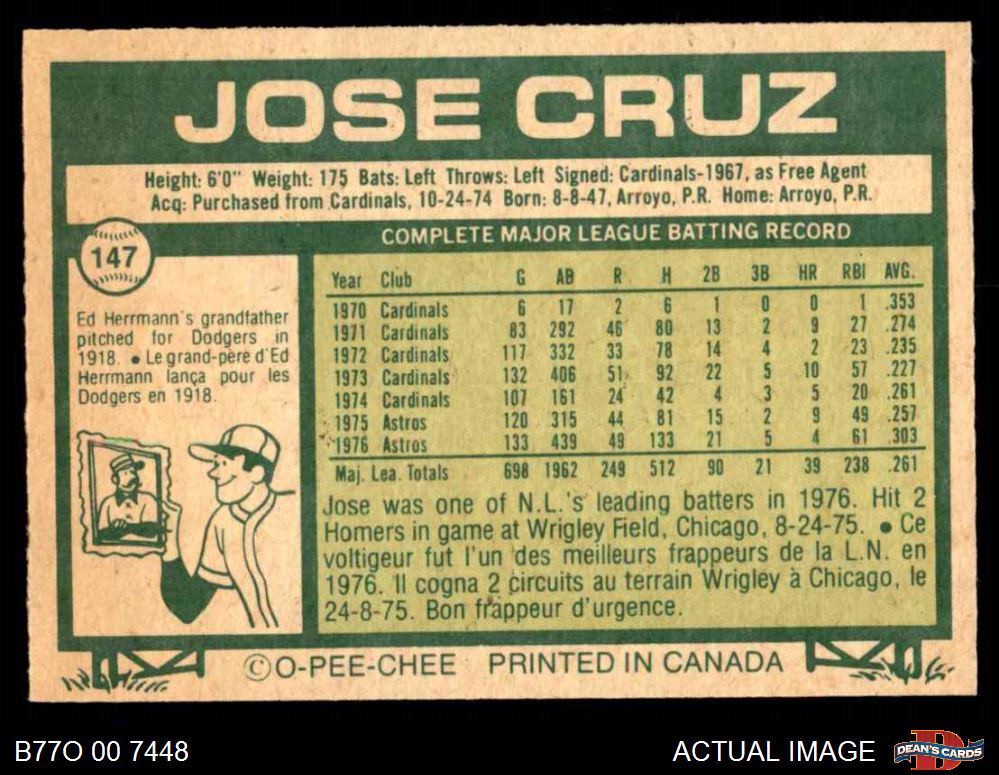 JOSE CRUZ
Height: 6'0" Weight: 175 Bats: Left Throws: Left Signed: Cardinals-1967, as Free Agent
Acq: Purchased from Cardinals, 10-24-74 Born: 8-8-47, Arroyo, P.R. Home: Arroyo, P.R.
147
COMPLETE MAJOR LEAGUE BATTING RECORD
Year Club G AB R H 2B 3B HR RBI AVG.
1970 Cardinals 6 17 2 6 1 0 0 1 .353
1971 Cardinals 83 292 46 80 13 2 9 27 .274
1972 Cardinals 117 332 33 78 14 4 2 23 .235
1973 Cardinals 132 406 51 92 22 5 10 57 .227
1974 Cardinals 107 161 24 42 4 3 5 20 .261
1975 Astros 120 315 44 81 15 2 9 49 .257
1976 Astros 133 439 49 133 21 5 4 61 .303
Maj. Lea. Totals 698 1962 249 512 90 21 39 238 .261
Ed Herrmann's grandfather
pitched for Dodgers in
1918. • Le grand-père d'Ed
Herrmann lança pour les
Dodgers en 1918.
Jose was one of N.L.'s leading batters in 1976. Hit 2
Homers in game at Wrigley Field, Chicago, 8-24-75. • Ce
voltigeur fut l'un des meilleurs frappeurs de la L.N. en
1976. Il cogna 2 circuits au terrain Wrigley à Chicago, le
24-8-75. Bon frappeur d'urgence.
©O-PEE-CHEE PRINTED IN CANADA
B77O 00 7448
ACTUAL IMAGE
D
DEAN'S CARDS